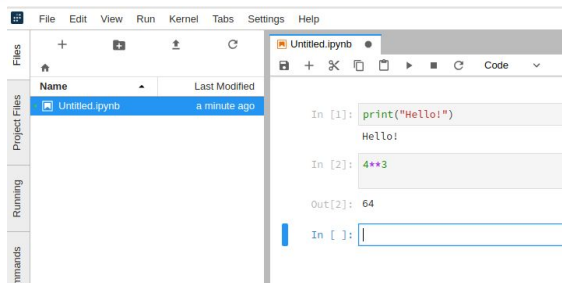 File Edit View Run Kernel Tabs Settings Help
Files
Project Files
Running
Name Last Modified
Untitled.ipynb a minute ago
Untitled.ipynb
Code
In [1]: print("Hello!")
Hello!
In [2]: 4**3
Out[2]: 64
In [ ]: